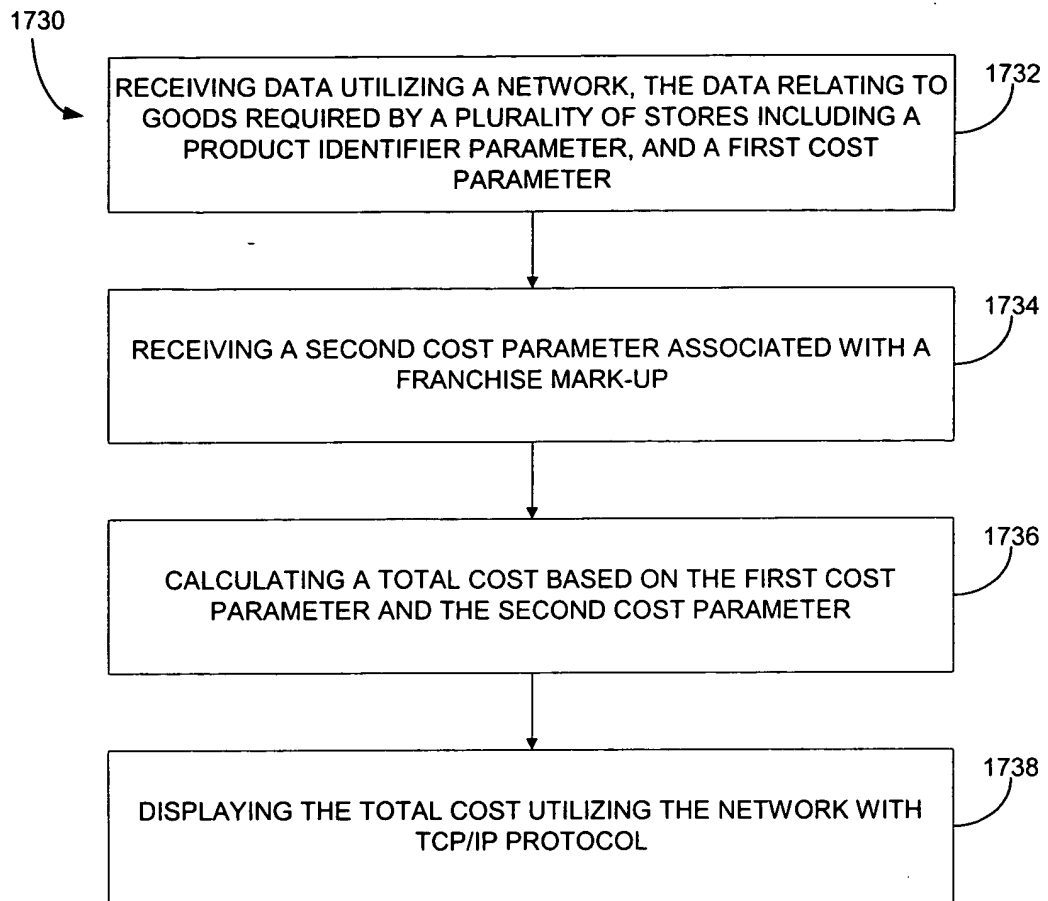 1730
RECEIVING DATA UTILIZING A NETWORK, THE DATA RELATING TO
GOODS REQUIRED BY A PLURALITY OF STORES INCLUDING A
PRODUCT IDENTIFIER PARAMETER, AND A FIRST COST
PARAMETER
1732
RECEIVING A SECOND COST PARAMETER ASSOCIATED WITH A
FRANCHISE MARK-UP
1734
CALCULATING A TOTAL COST BASED ON THE FIRST COST
PARAMETER AND THE SECOND COST PARAMETER
1736
DISPLAYING THE TOTAL COST UTILIZING THE NETWORK WITH
TCP/IP PROTOCOL
1738